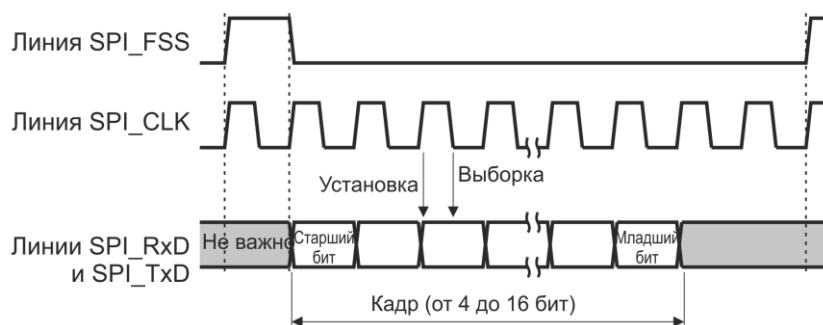 Линия SPI_FSS
Линия SPI_CLK
Установка
Выборка
Линии SPI_RxD
и SPI_TxD
Не важно
Старший
бит
Младший
бит
Кадр (от 4 до 16 бит)